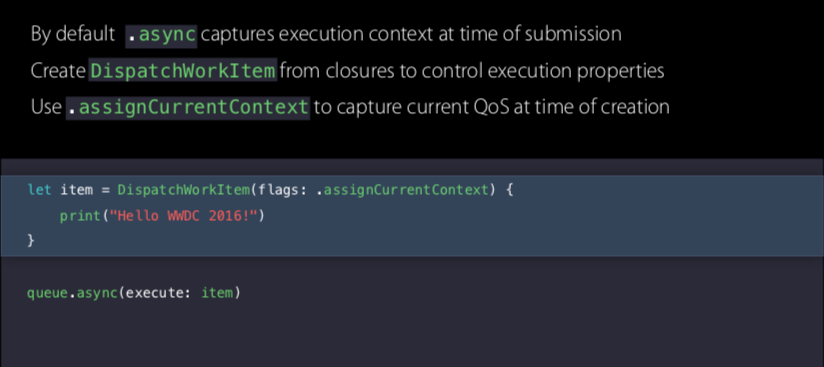 By default .async captures execution context at time of submission
Create DispatchWorkItem from closures to control execution properties
Use .assignCurrentContext to capture current QoS at time of creation
let item = DispatchWorkItem(flags: .assignCurrentContext) {
    print("Hello WWDC 2016!")
}
queue.async(execute: item)